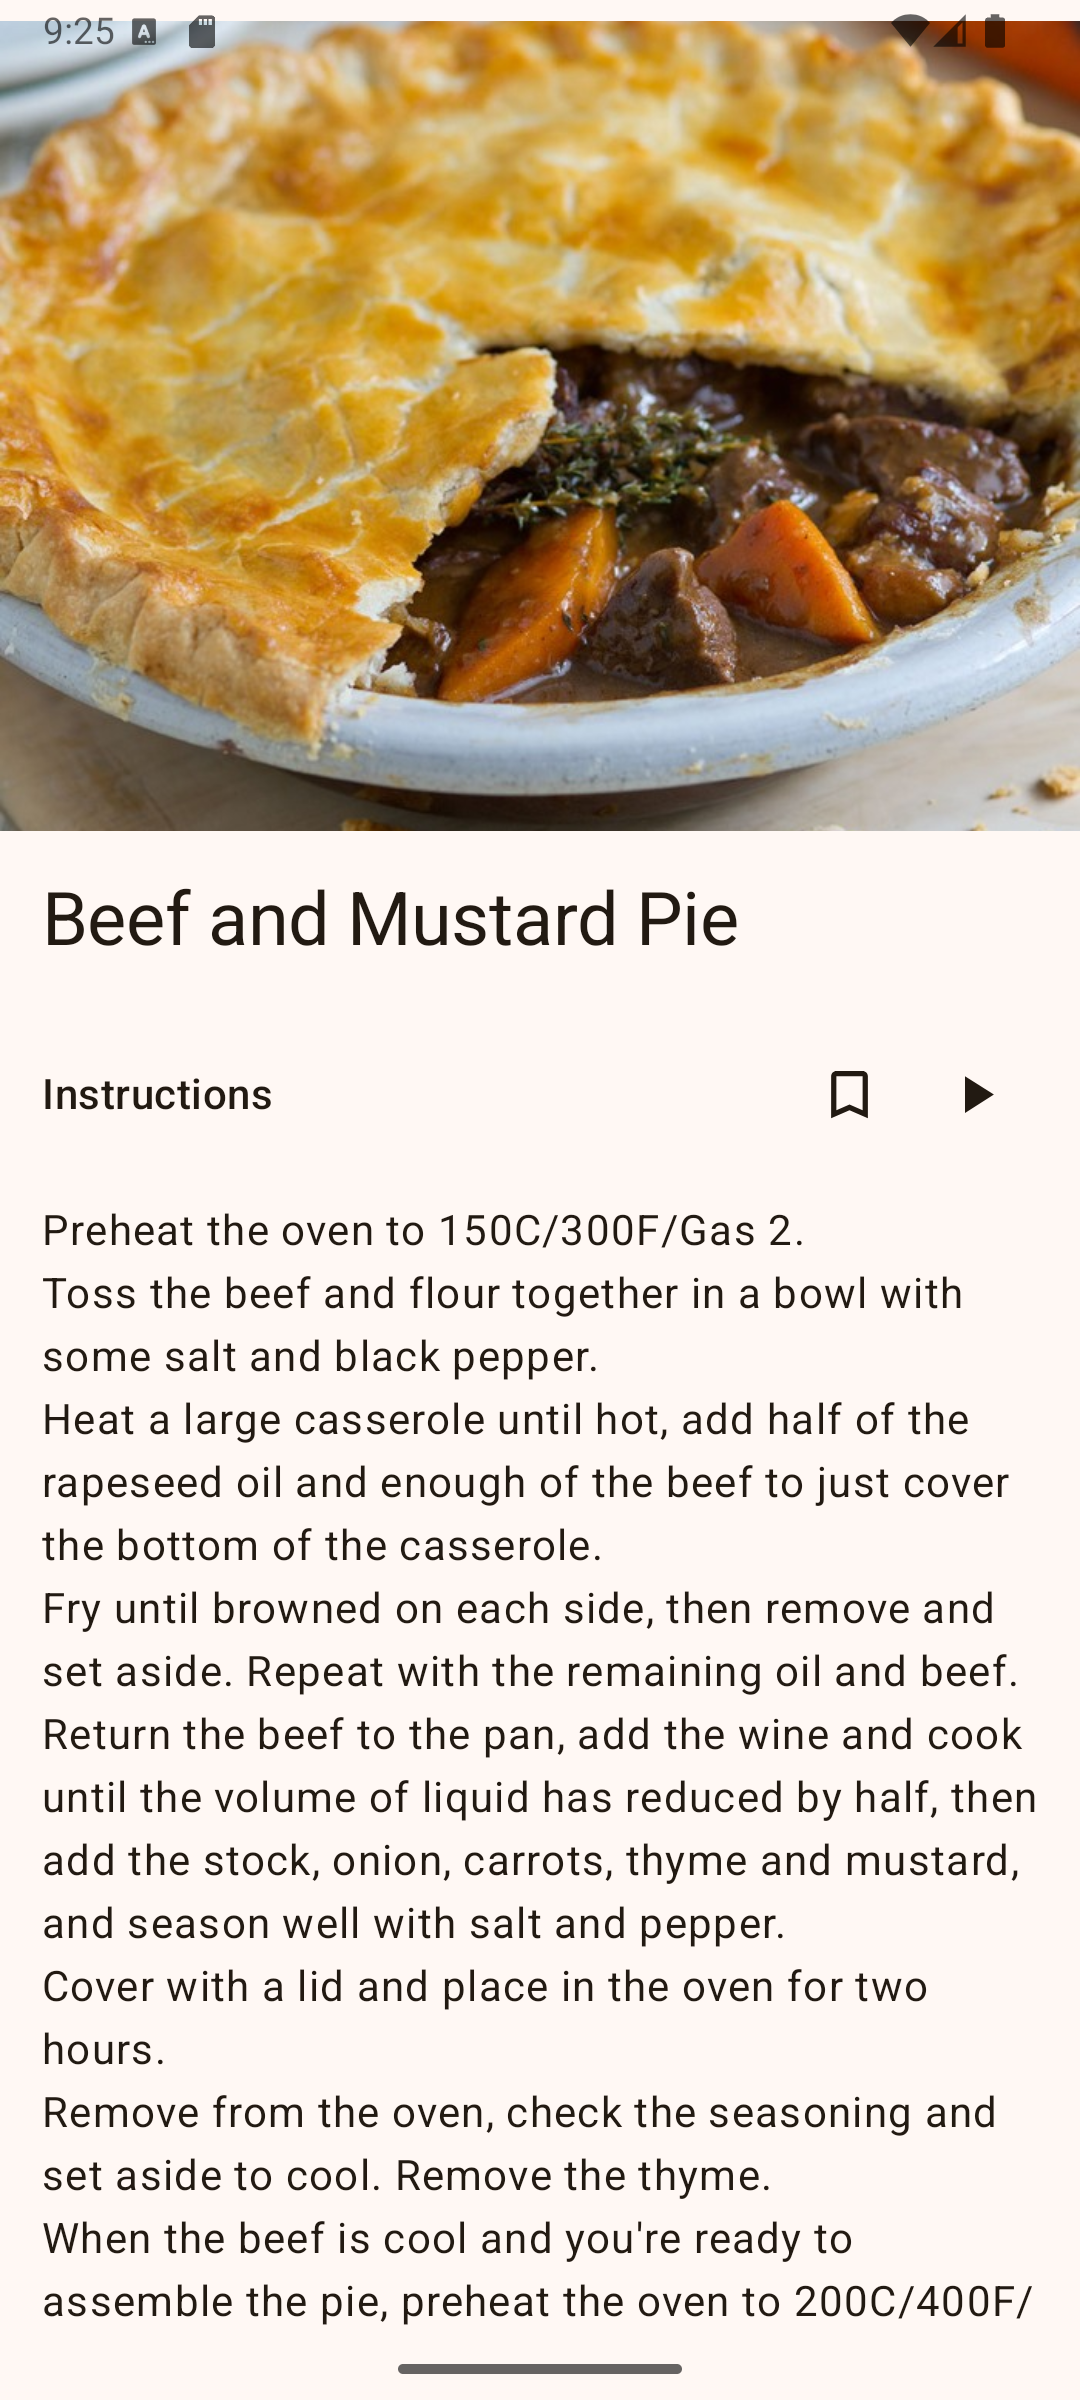 9:25
Beef and Mustard Pie
Instructions
Preheat the oven to 150C/300F/Gas 2.
Toss the beef and flour together in a bowl with
some salt and black pepper.
Heat a large casserole until hot, add half of the
rapeseed oil and enough of the beef to just cover
the bottom of the casserole.
Fry until browned on each side, then remove and
set aside. Repeat with the remaining oil and beef.
Return the beef to the pan, add the wine and cook
until the volume of liquid has reduced by half, then
add the stock, onion, carrots, thyme and mustard,
and season well with salt and pepper.
Cover with a lid and place in the oven for two
hours.
Remove from the oven, check the seasoning and
set aside to cool. Remove the thyme.
When the beef is cool and you're ready to
assemble the pie, preheat the oven to 200C/400F/